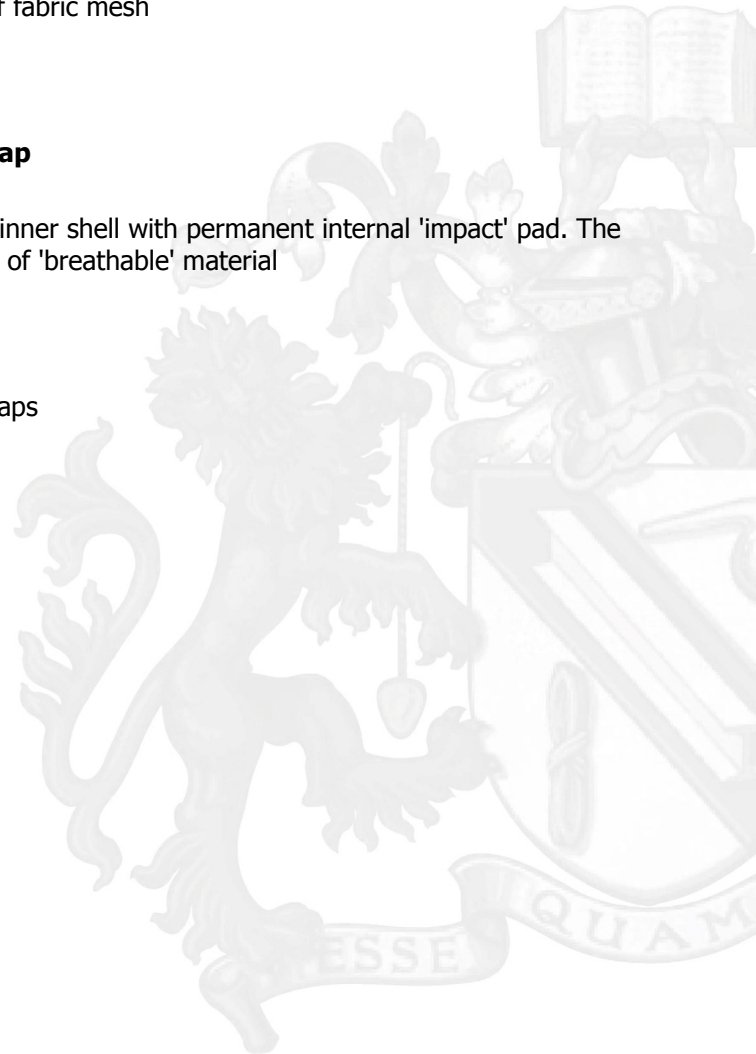 f fabric mesh
ap
inner shell with permanent internal 'impact' pad. The
of 'breathable' material
aps
ESSE
QUAM